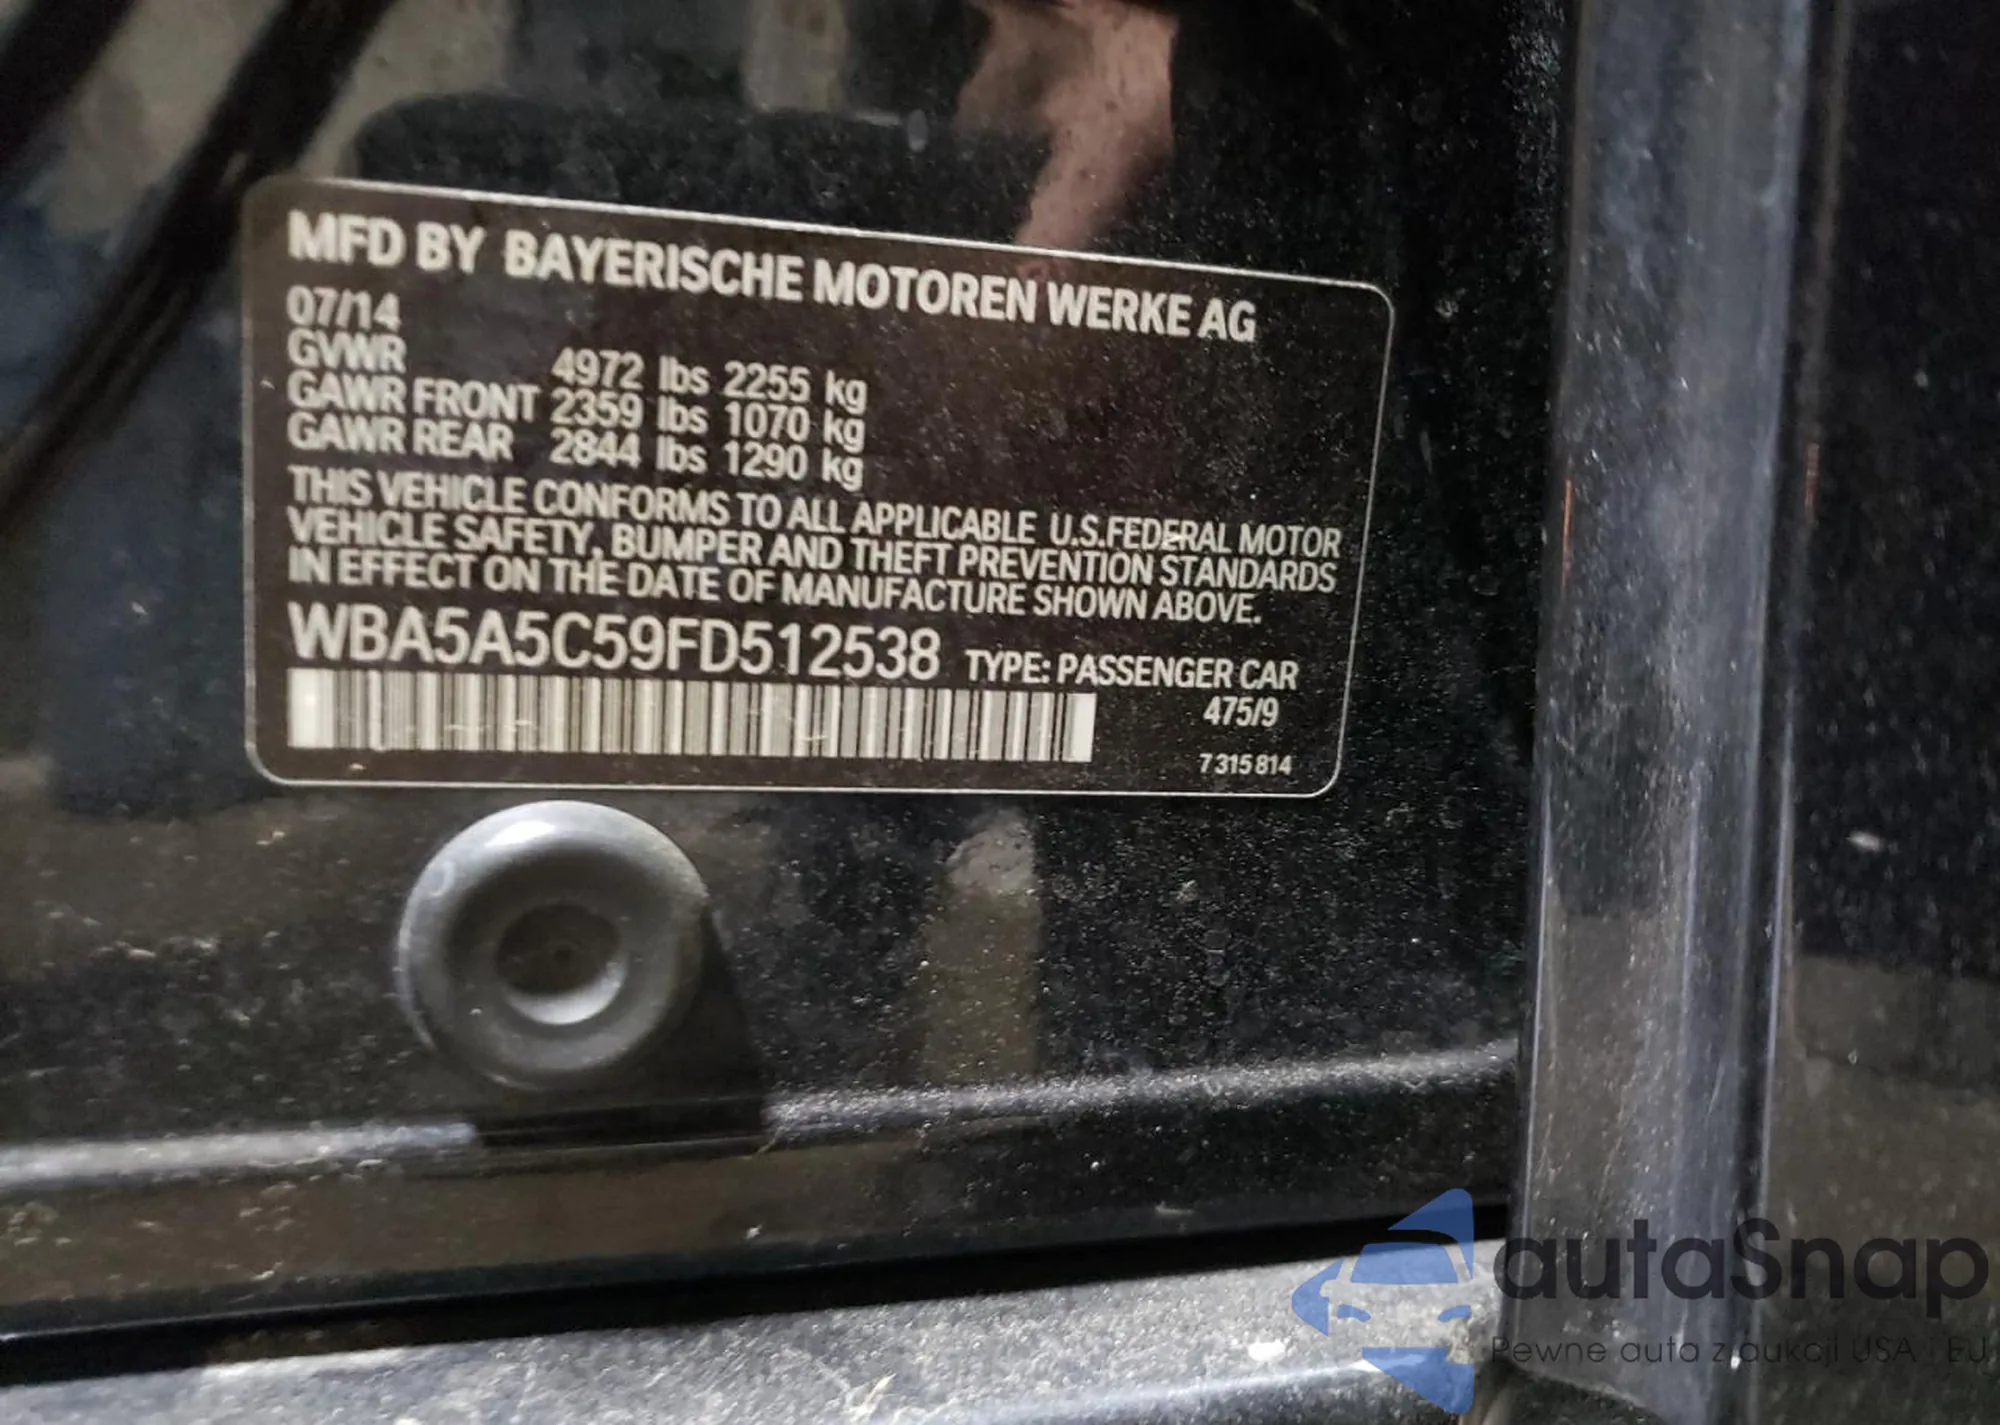 MFD BY BAYERISCHE MOTOREN WERKE AG
07/14
GVWR 4972 lbs 2255 kg
GAWR FRONT 2359 lbs 1070 kg
GAWR REAR 2844 lbs 1290 kg
THIS VEHICLE CONFORMS TO ALL APPLICABLE U.S.FEDERAL MOTOR
VEHICLE SAFETY, BUMPER AND THEFT PREVENTION STANDARDS
IN EFFECT ON THE DATE OF MANUFACTURE SHOWN ABOVE.
WBA5A5C59FD512538 TYPE: PASSENGER CAR
475/9
7 315 814
autaSnap
Pewne auta z aukcji USA i EU